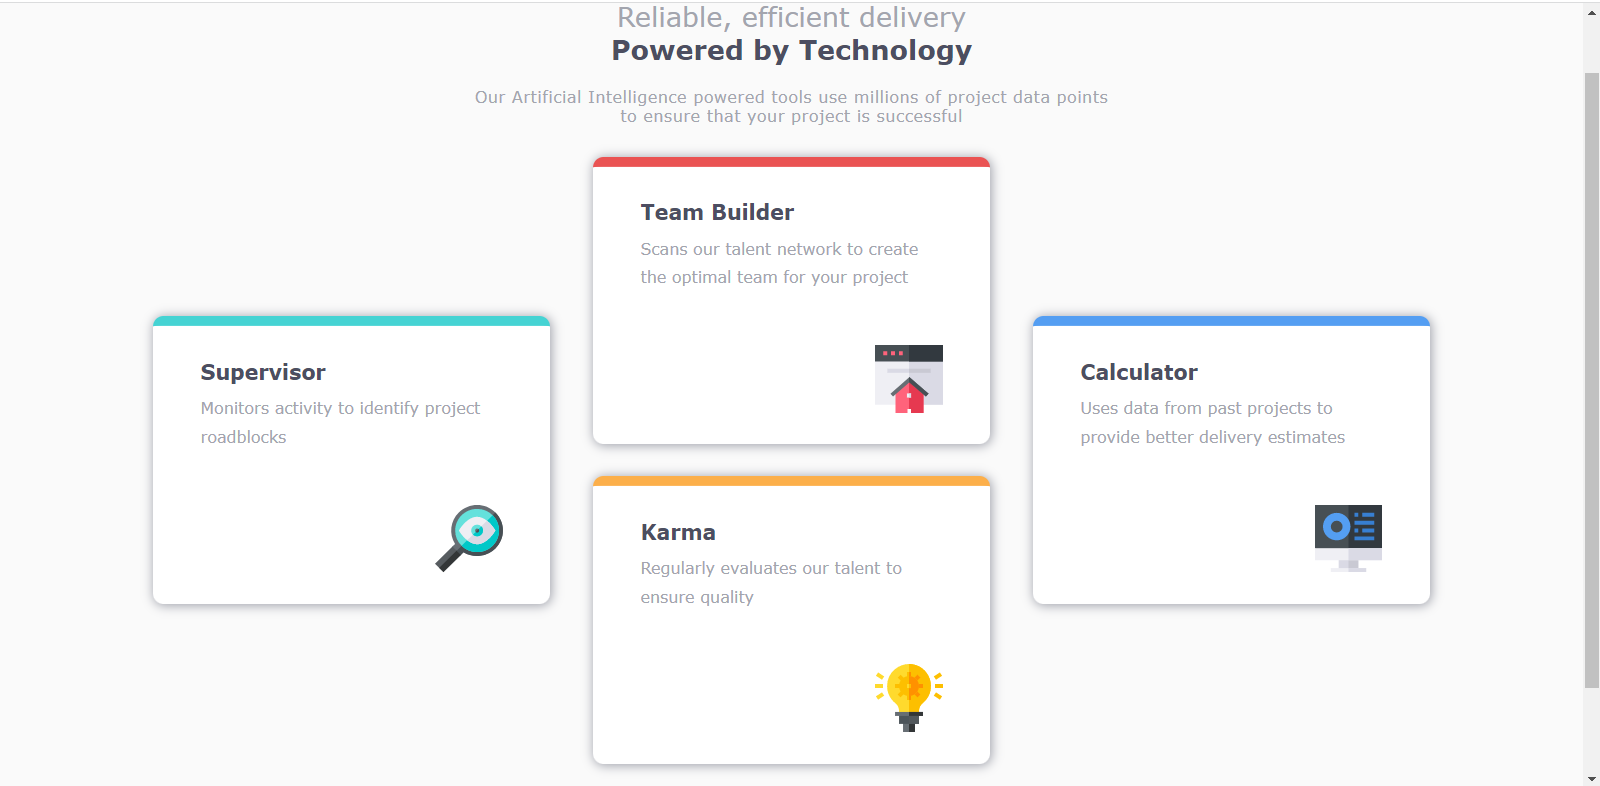 Reliable, efficient delivery
Powered by Technology
Our Artificial Intelligence powered tools use millions of project data points
to ensure that your project is successful
Team Builder
Scans our talent network to create
the optimal team for your project
Supervisor
Monitors activity to identify project
roadblocks
Calculator
Uses data from past projects to
provide better delivery estimates
Karma
Regularly evaluates our talent to
ensure quality